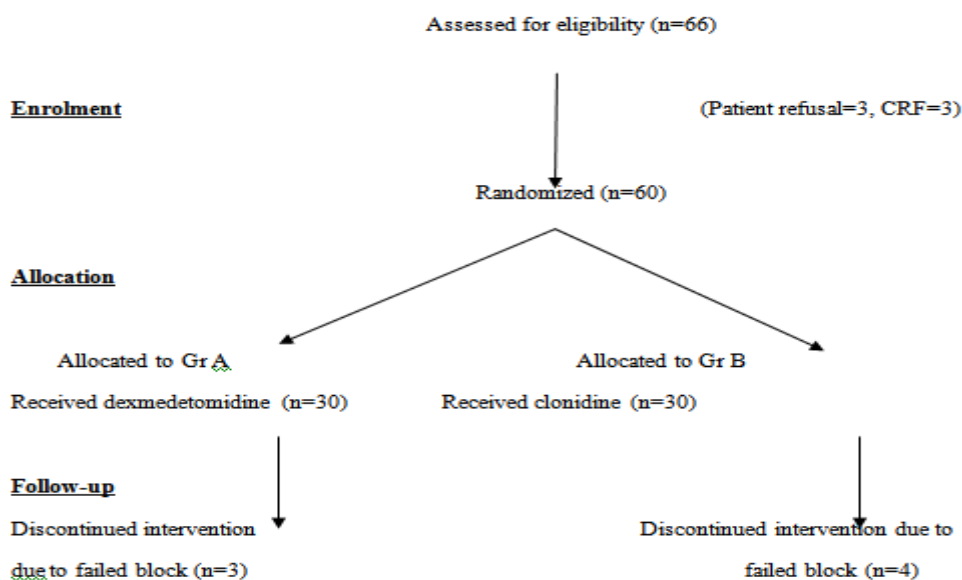 Assessed for eligibility (n=66)
Enrolment
(Patient refusal=3, CRF=3)
Randomized (n=60)
Allocation
Allocated to Gr A
Allocated to Gr B
Received dexmedetomidine (n=30)
Received clonidine (n=30)
Follow-up
Discontinued intervention
Discontinued intervention due to
due to failed block (n=3)
failed block (n=4)